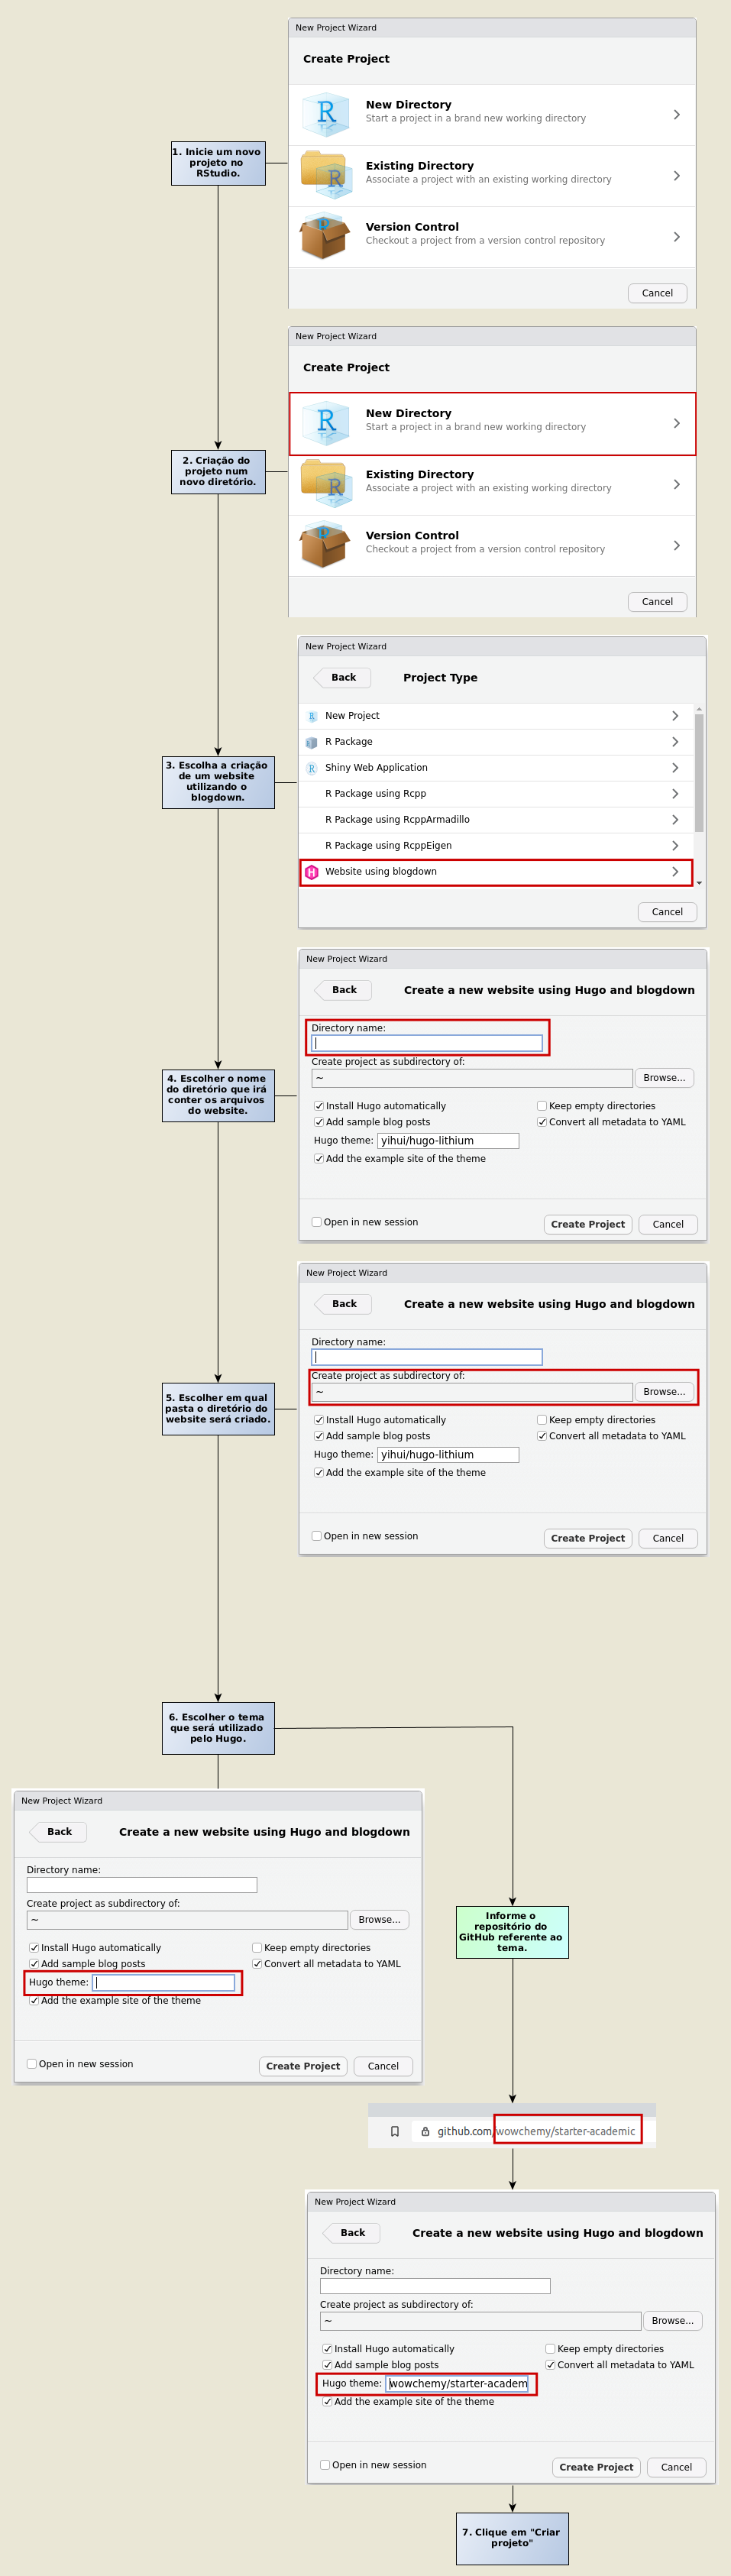 New Project Wizard
Create Project
New Directory
Start a project in a brand new working directory
1. Inicie um novo
projeto no
RStudio.
Existing Directory
Associate a project with an existing working directory
Version Control
Checkout a project from a version control repository
Cancel
New Project Wizard
Create Project
New Directory
Start a project in a brand new working directory
2. Criação do
projeto num
novo diretório.
Existing Directory
Associate a project with an existing working directory
Version Control
Checkout a project from a version control repository
Cancel
New Project Wizard
Back
Project Type
New Project
R Package
3. Escolha a criação
de um website
utilizando o
blogdown.
Shiny Web Application
R Package using Rcpp
R Package using RcppArmadillo
R Package using RcppEigen
Website using blogdown
Cancel
New Project Wizard
Back
Create a new website using Hugo and blogdown
Directory name:
4. Escolher o nome
do diretório que irá
conter os arquivos
do website.
Create project as subdirectory of:
~
Browse...
Install Hugo automatically
Keep empty directories
Add sample blog posts
Convert all metadata to YAML
Hugo theme: yihui/hugo-lithium
Add the example site of the theme
Open in new session
Create Project
Cancel
New Project Wizard
Back
Create a new website using Hugo and blogdown
Directory name:
5. Escolher em qual
pasta o diretório do
website será criado.
Create project as subdirectory of:
~
Browse...
Install Hugo automatically
Keep empty directories
Add sample blog posts
Convert all metadata to YAML
Hugo theme: yihui/hugo-lithium
Add the example site of the theme
Open in new session
Create Project
Cancel
6. Escolher o tema
que será utilizado
pelo Hugo.
New Project Wizard
Back
Create a new website using Hugo and blogdown
Directory name:
Create project as subdirectory of:
~
Browse...
Install Hugo automatically
Keep empty directories
Add sample blog posts
Convert all metadata to YAML
Hugo theme:
Add the example site of the theme
Open in new session
Create Project
Cancel
Informe o
repositório do
GitHub referente ao
tema.
github.com/wowchemy/starter-academic
New Project Wizard
Back
Create a new website using Hugo and blogdown
Directory name:
Create project as subdirectory of:
~
Browse...
Install Hugo automatically
Keep empty directories
Add sample blog posts
Convert all metadata to YAML
Hugo theme: wowchemy/starter-academ
Add the example site of the theme
Open in new session
Create Project
Cancel
7. Clique em "Criar
projeto"